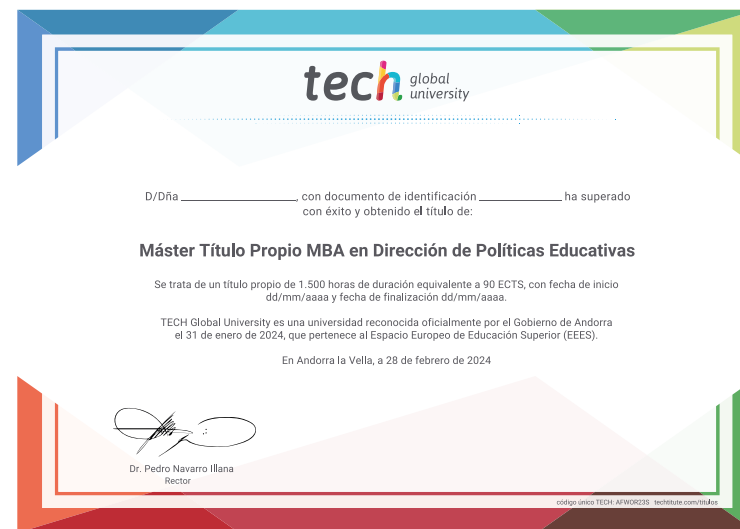 tech global university
D/Dña ____________________, con documento de identificación ______________ ha superado
con éxito y obtenido el título de:
Máster Título Propio MBA en Dirección de Políticas Educativas
Se trata de un título propio de 1.500 horas de duración equivalente a 90 ECTS, con fecha de inicio
dd/mm/aaaa y fecha de finalización dd/mm/aaaa.
TECH Global University es una universidad reconocida oficialmente por el Gobierno de Andorra
el 31 de enero de 2024, que pertenece al Espacio Europeo de Educación Superior (EEES).
En Andorra la Vella, a 28 de febrero de 2024
Dr. Pedro Navarro Illana
Rector
código único TECH: AFWOR23S techtitute.com/titulos